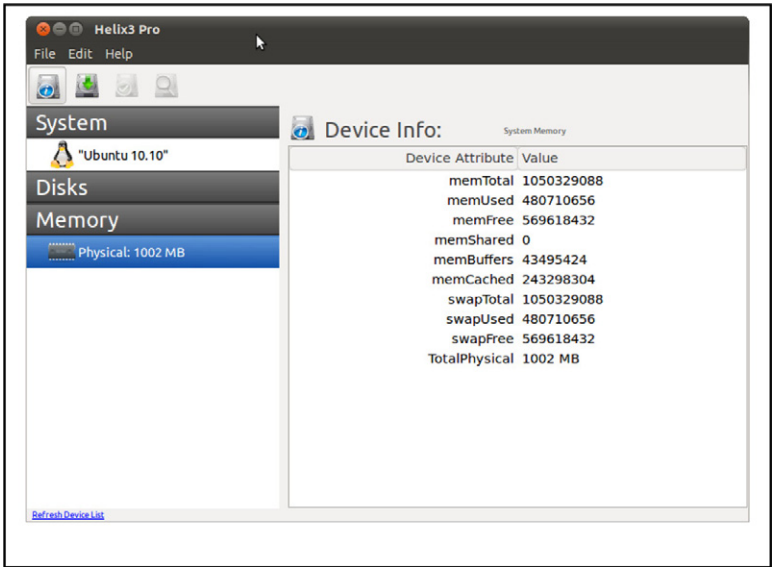 Helix3 Pro
File Edit Help
System
"Ubuntu 10.10"
Disks
Memory
Physical: 1002 MB
Refresh Device List
Device Info: System Memory
Device Attribute Value
memTotal 1050329088
memUsed 480710656
memFree 569618432
memShared 0
memBuffers 43495424
memCached 243298304
swapTotal 1050329088
swapUsed 480710656
swapFree 569618432
TotalPhysical 1002 MB